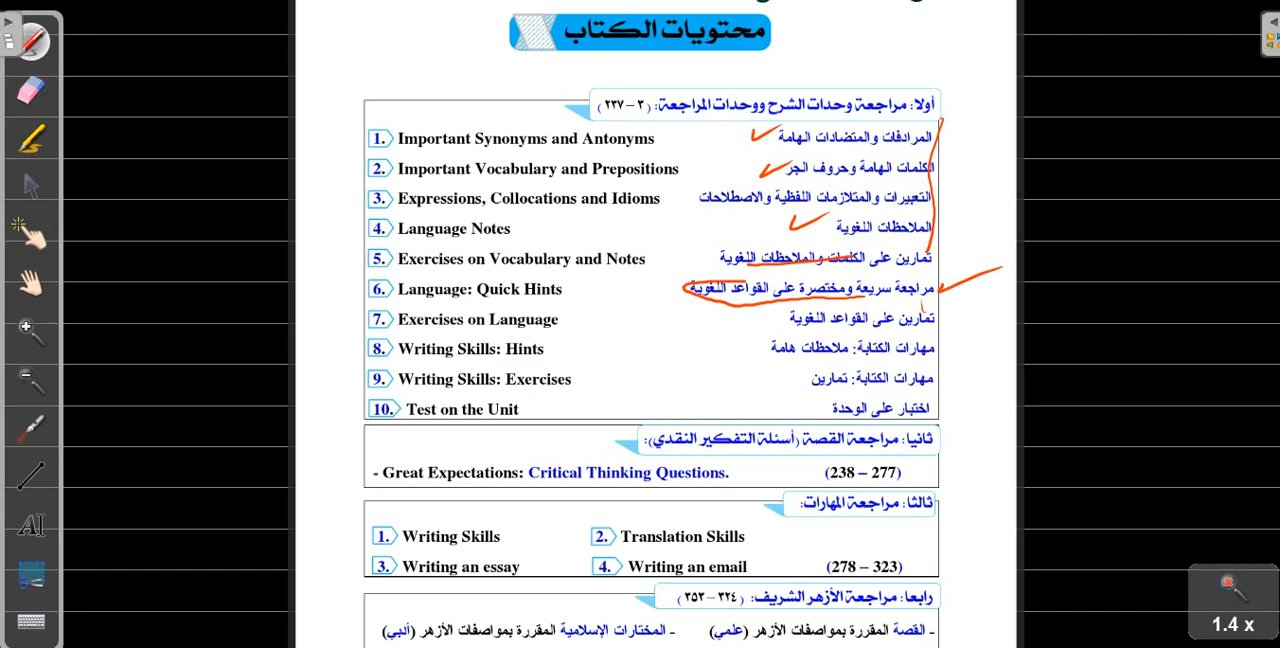 محتويات الكتاب
أولا: مراجعة وحدات الشرح ووحدات المراجعة: (٣ – ٢٣٧)
1. Important Synonyms and Antonyms المرادفات والمتضادات الهامة
2. Important Vocabulary and Prepositions الكلمات الهامة وحروف الجر
3. Expressions, Collocations and Idioms التعبيرات والمتلازمات اللفظية والاصطلاحات
4. Language Notes الملاحظات اللغوية
5. Exercises on Vocabulary and Notes تمارين على الكلمات والملاحظات اللغوية
6. Language: Quick Hints مراجعة سريعة ومختصرة على القواعد اللغوية
7. Exercises on Language تمارين على القواعد اللغوية
8. Writing Skills: Hints مهارات الكتابة: ملاحظات هامة
9. Writing Skills: Exercises مهارات الكتابة: تمارين
10. Test on the Unit اختبار على الوحدة
ثانيا: مراجعة القصة (أسئلة التفكير النقدي):
- Great Expectations: Critical Thinking Questions. (238 – 277)
ثالثا: مراجعة المهارات:
1. Writing Skills 2. Translation Skills
3. Writing an essay 4. Writing an email (278 – 323)
رابعا: مراجعة الأزهر الشريف: (٣٢٤ – ٣٥٢)
- القصة المقررة بمواصفات الأزهر (علمي) - المختارات الإسلامية المقررة بمواصفات الأزهر (أدبي)
AI
1.4 x